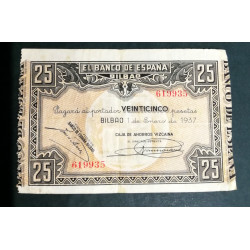 EL BANCO DE ESPAÑA
BILBAO
25 25
619935
Pagará al portador VEINTICINCO pesetas
BILBAO 1 de Enero de 1937
CAJA DE AHORROS VIZCAINA
619935
25 25